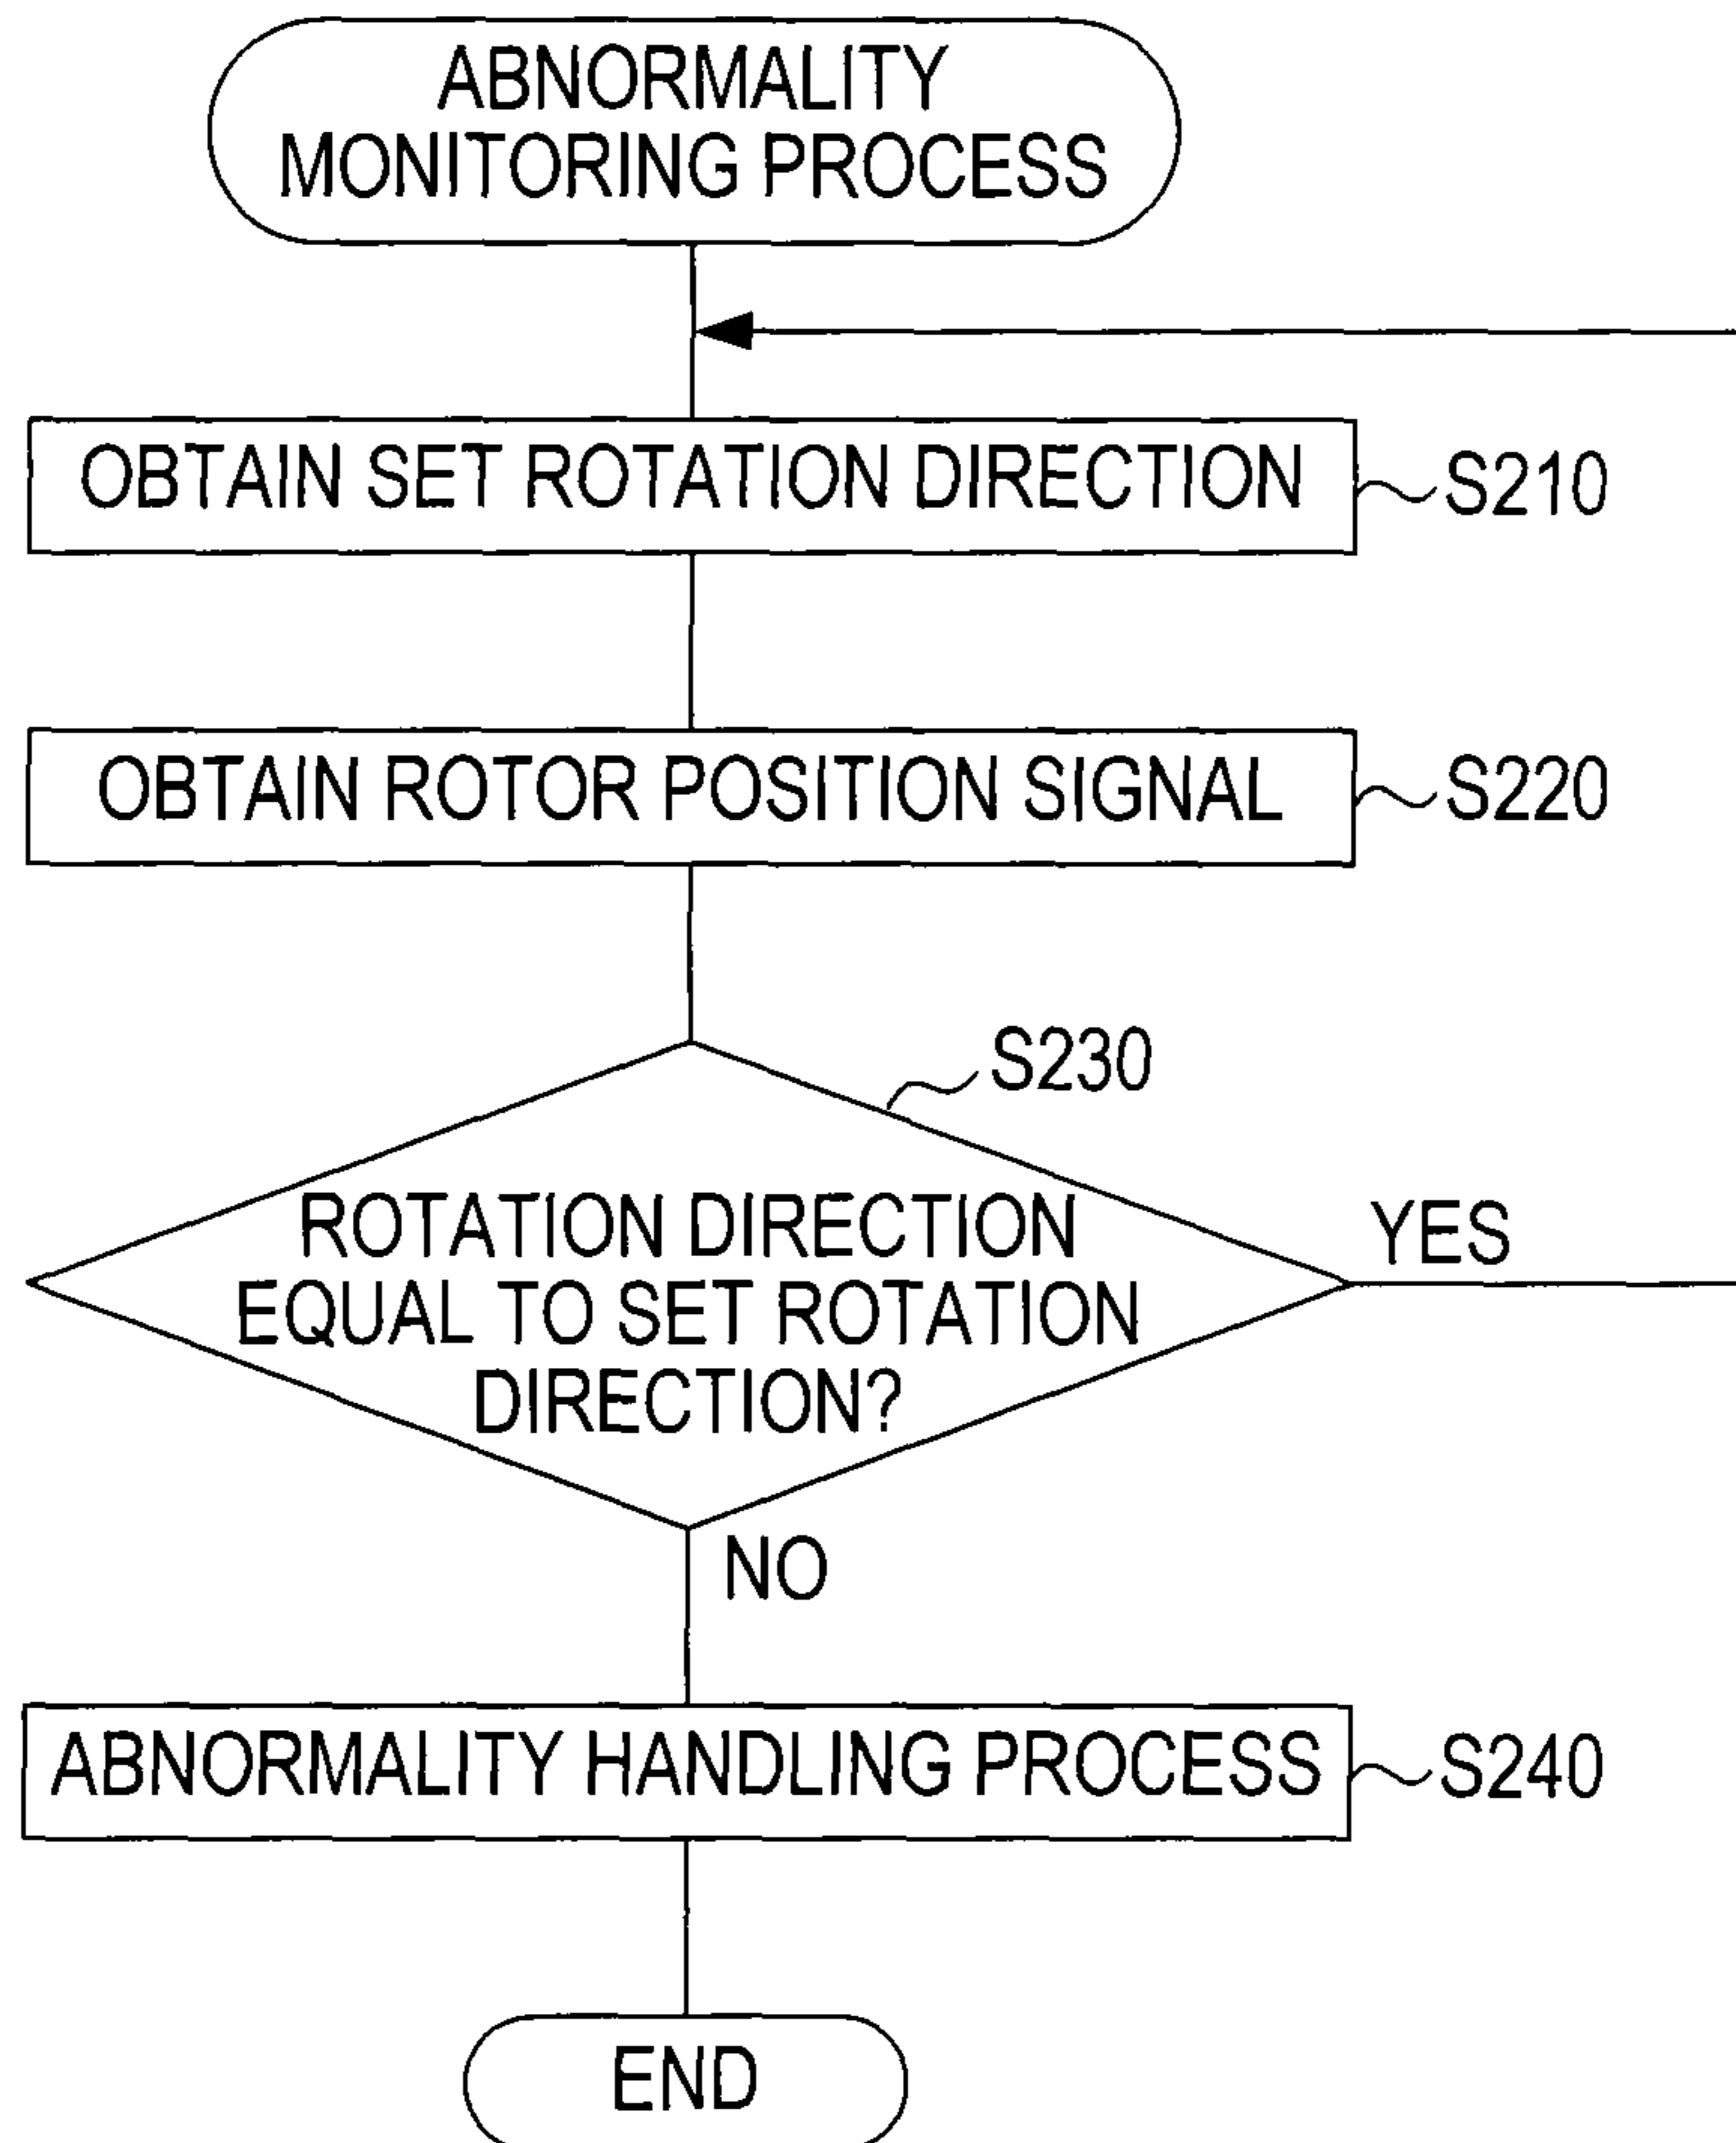 ABNORMALITY
MONITORING PROCESS
OBTAIN SET ROTATION DIRECTION
S210
OBTAIN ROTOR POSITION SIGNAL
S220
S230
ROTATION DIRECTION
EQUAL TO SET ROTATION
DIRECTION?
YES
NO
ABNORMALITY HANDLING PROCESS
S240
END